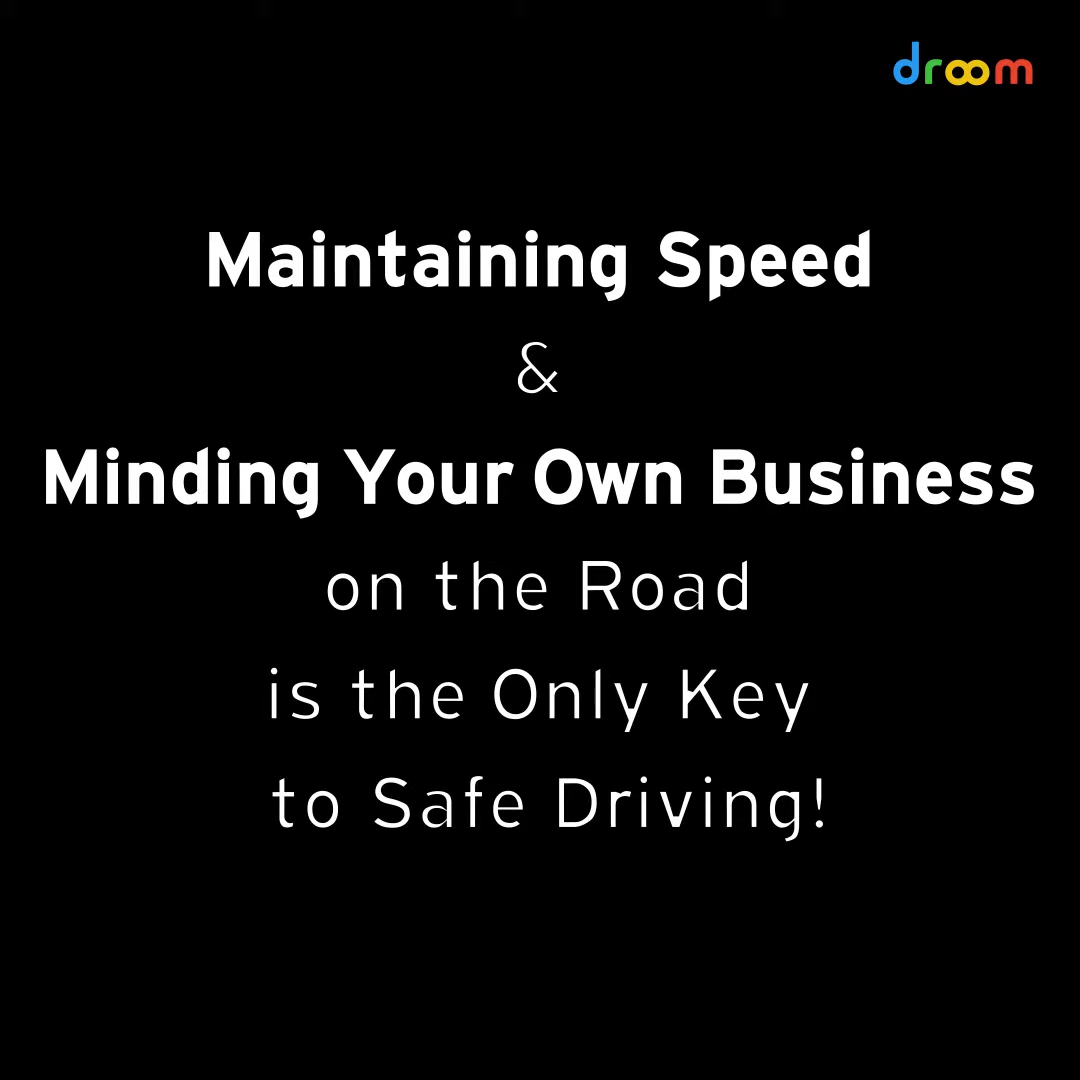 droom
Maintaining Speed
&
Minding Your Own Business
on the Road
is the Only Key
to Safe Driving!